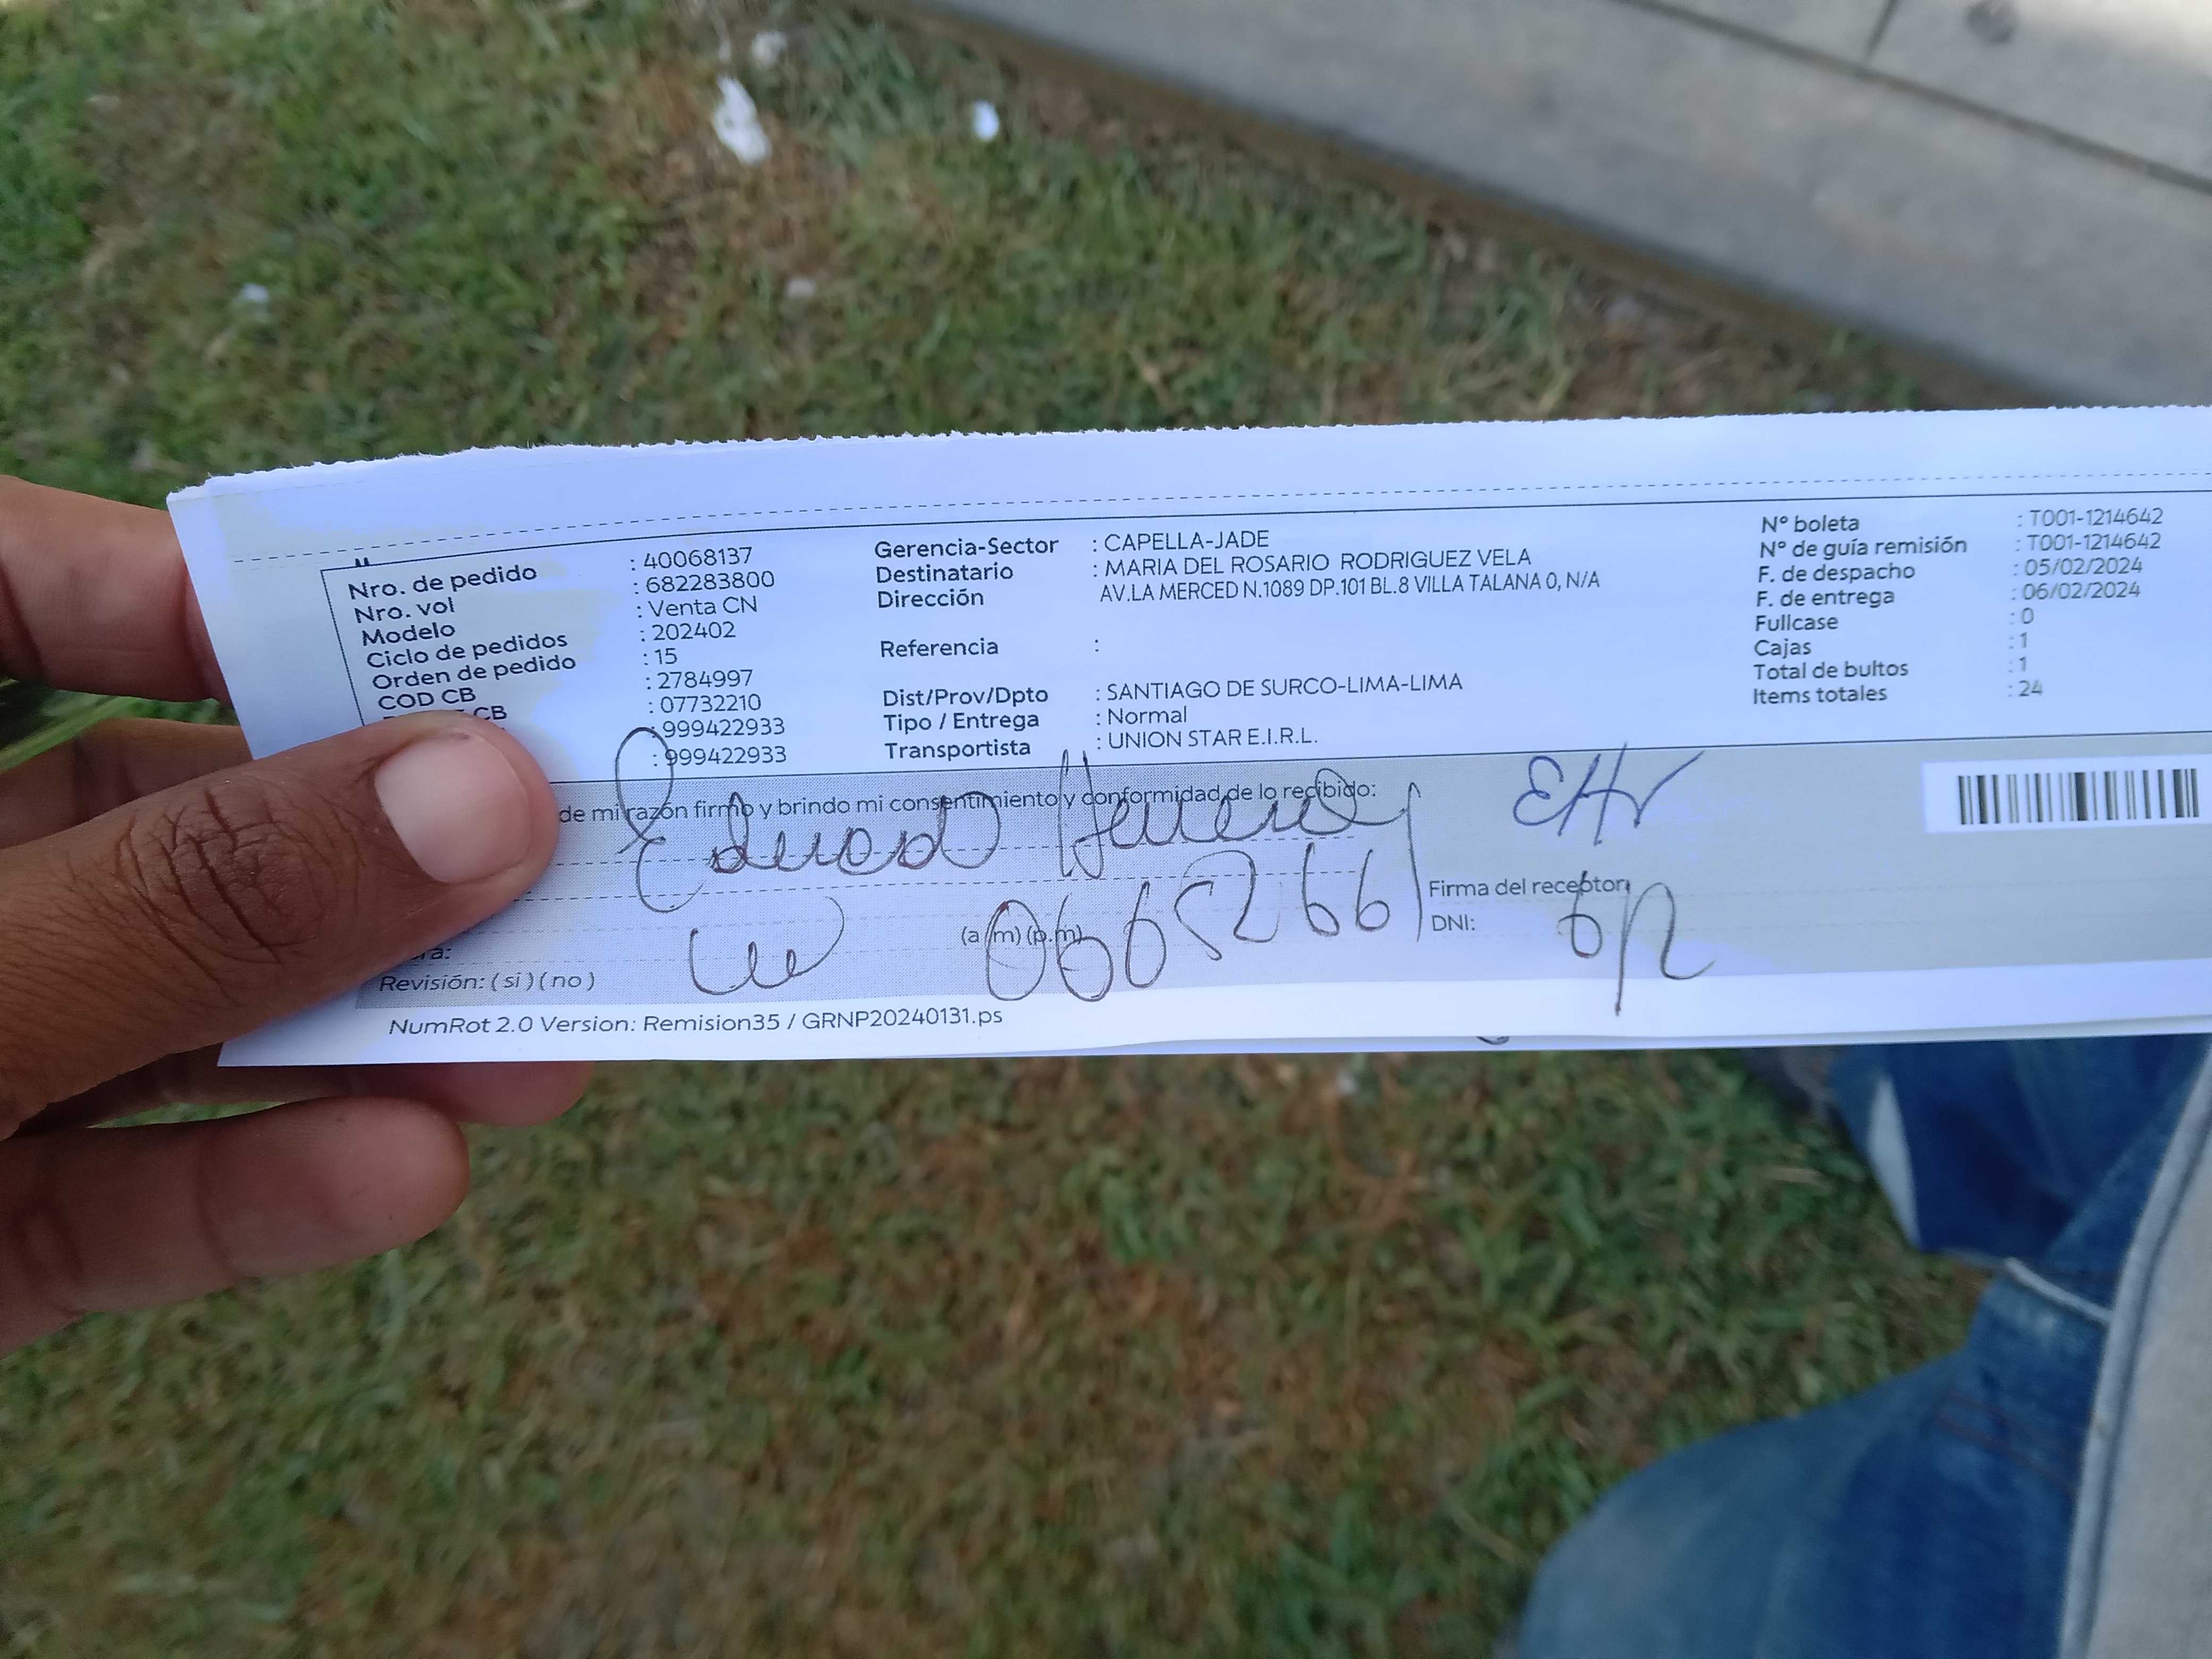 Nro. de pedido : 40068137
Nro. vol : 682283800
Modelo : Venta CN
Ciclo de pedidos : 202402
Orden de pedido : 15
COD CB : 2784997
CB : 07732210
: 999422933
: 999422933
Gerencia-Sector : CAPELLA-JADE
Destinatario : MARIA DEL ROSARIO RODRIGUEZ VELA
Dirección AV.LA MERCED N.1089 DP.101 BL.8 VILLA TALANA 0, N/A
Referencia :
Dist/Prov/Dpto : SANTIAGO DE SURCO-LIMA-LIMA
Tipo / Entrega : Normal
Transportista : UNION STAR E.I.R.L.
N° boleta : T001-1214642
N° de guía remisión : T001-1214642
F. de despacho : 05/02/2024
F. de entrega : 06/02/2024
Fullcase : 0
Cajas : 1
Total de bultos : 1
Items totales : 24
de mi razón firmo y brindo mi consentimiento y conformidad de lo recibido:
EHV
Firma del receptor
(a.m) (p.m)
06652661
DNI:
Revisión: (si) (no)
NumRot 2.0 Version: Remision35 / GRNP20240131.ps